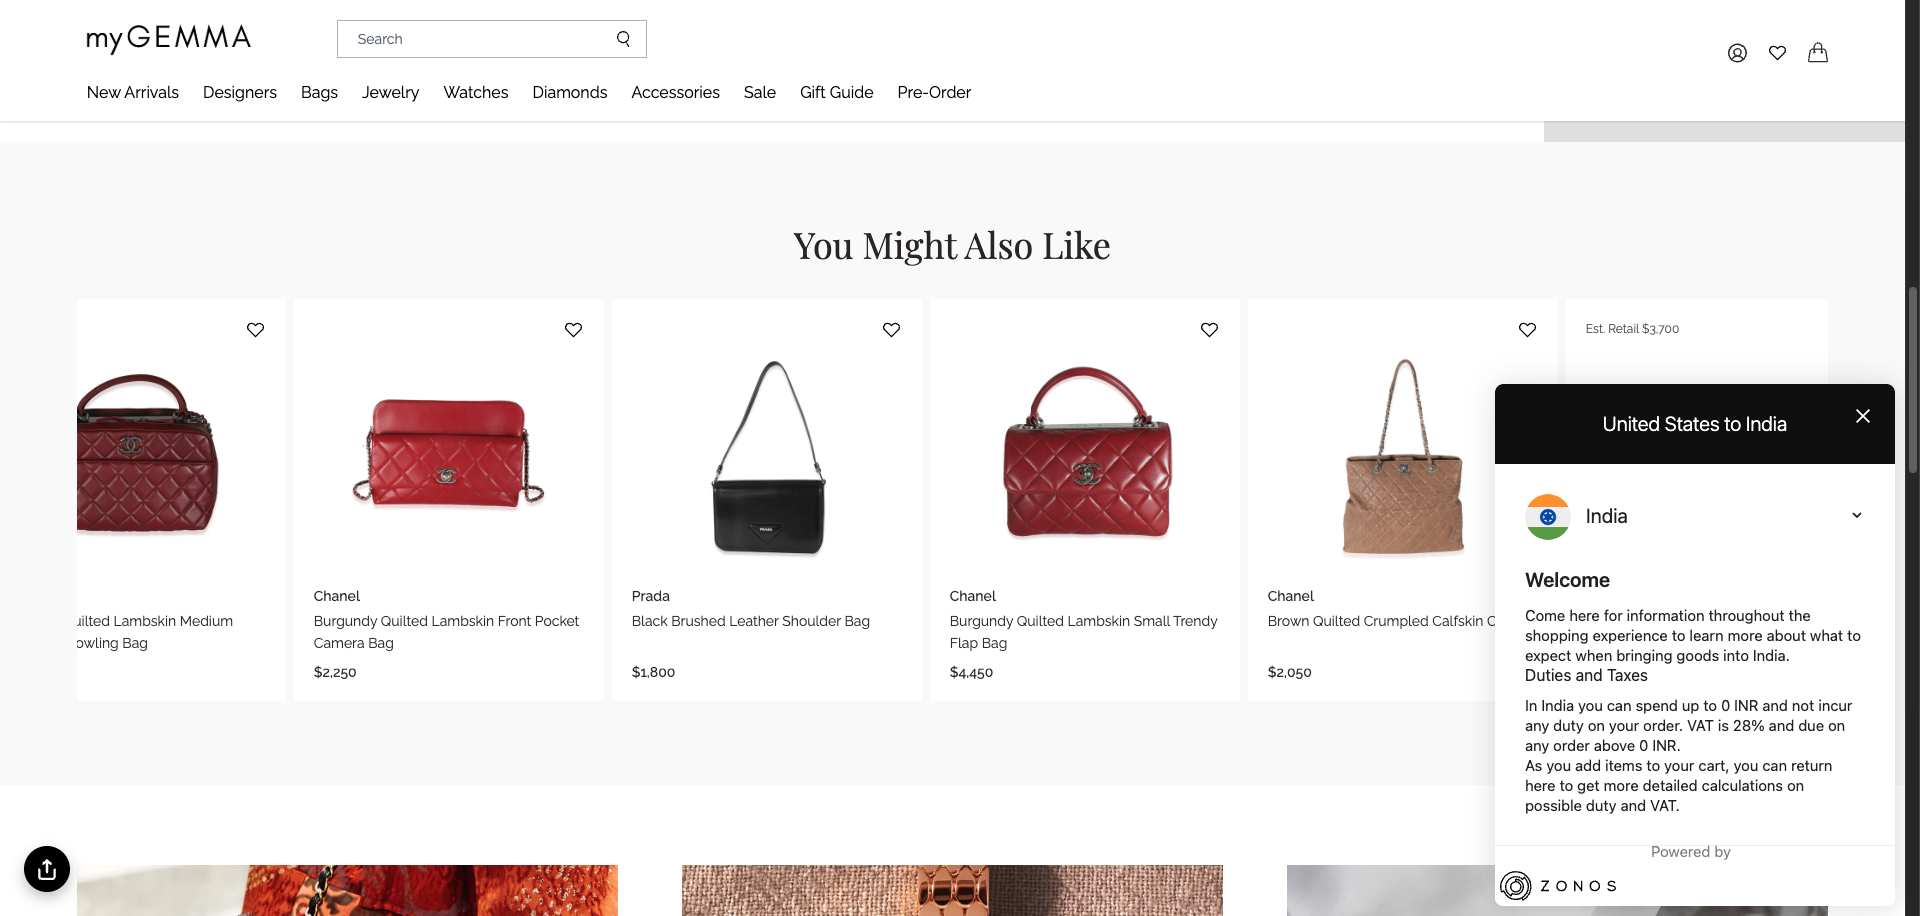 myGEMMA
Search
New Arrivals
Designers
Bags
Jewelry
Watches
Diamonds
Accessories
Sale
Gift Guide
Pre-Order
You Might Also Like
uilted Lambskin Medium
owling Bag
Chanel
Burgundy Quilted Lambskin Front Pocket
Camera Bag
$2,250
PRADA
Prada
Black Brushed Leather Shoulder Bag
$1,800
Chanel
Burgundy Quilted Lambskin Small Trendy
Flap Bag
$4,450
Chanel
Brown Quilted Crumpled Calfskin C
$2,050
Est. Retail $3,700
United States to India
India
Welcome
Come here for information throughout the
shopping experience to learn more about what to
expect when bringing goods into India.
Duties and Taxes
In India you can spend up to 0 INR and not incur
any duty on your order. VAT is 28% and due on
any order above 0 INR.
As you add items to your cart, you can return
here to get more detailed calculations on
possible duty and VAT.
Powered by
ZONOS